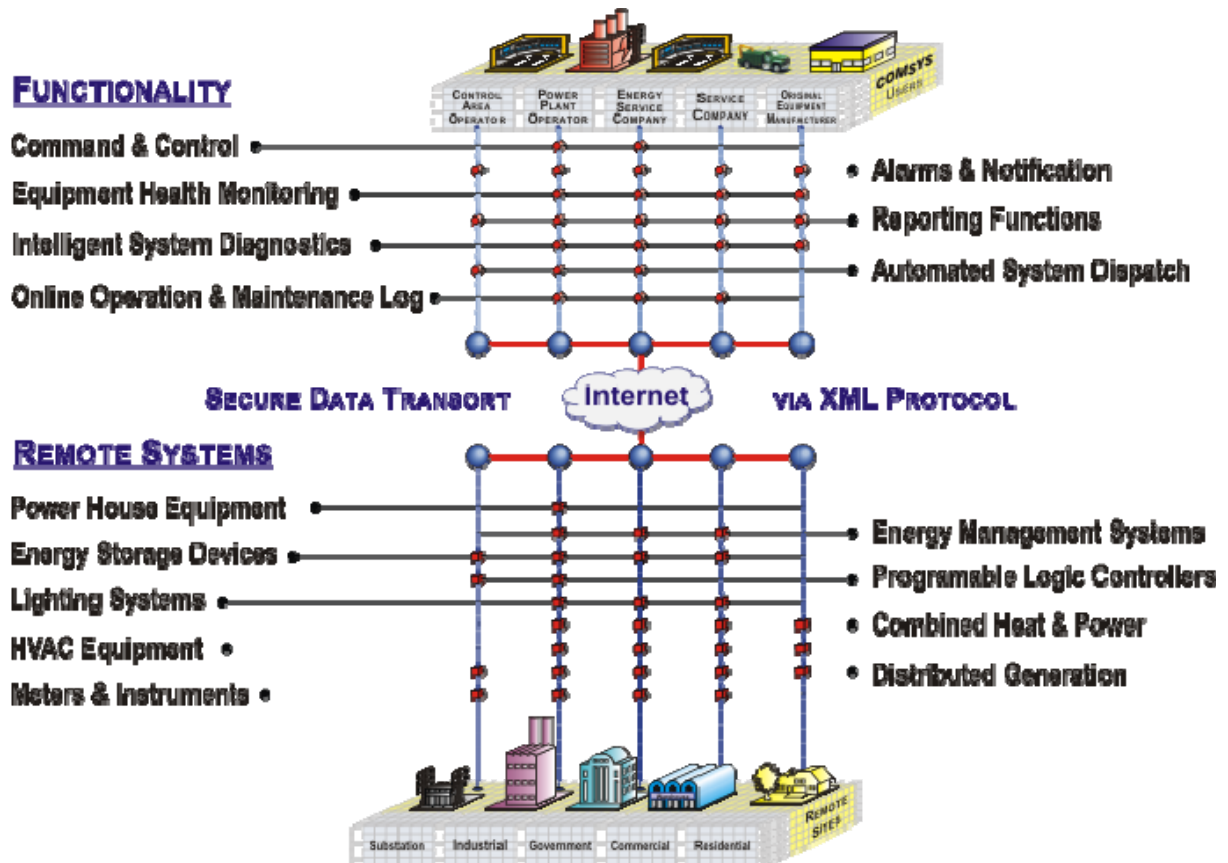 CONTROL AREA OPERATOR
POWER PLANT OPERATOR
ENERGY SERVICE COMPANY
SERVICE COMPANY
ORIGINAL EQUIPMENT MANUFACTURER
COMSYS USERS
FUNCTIONALITY
Command & Control
Alarms & Notification
Equipment Health Monitoring
Reporting Functions
Intelligent System Diagnostics
Automated System Dispatch
Online Operation & Maintenance Log
SECURE DATA TRANSORT
Internet
VIA XML PROTOCOL
REMOTE SYSTEMS
Power House Equipment
Energy Management Systems
Energy Storage Devices
Programable Logic Controllers
Lighting Systems
Combined Heat & Power
HVAC Equipment
Distributed Generation
Meters & Instruments
REMOTE SITES
Substation
Industrial
Government
Commercial
Residential